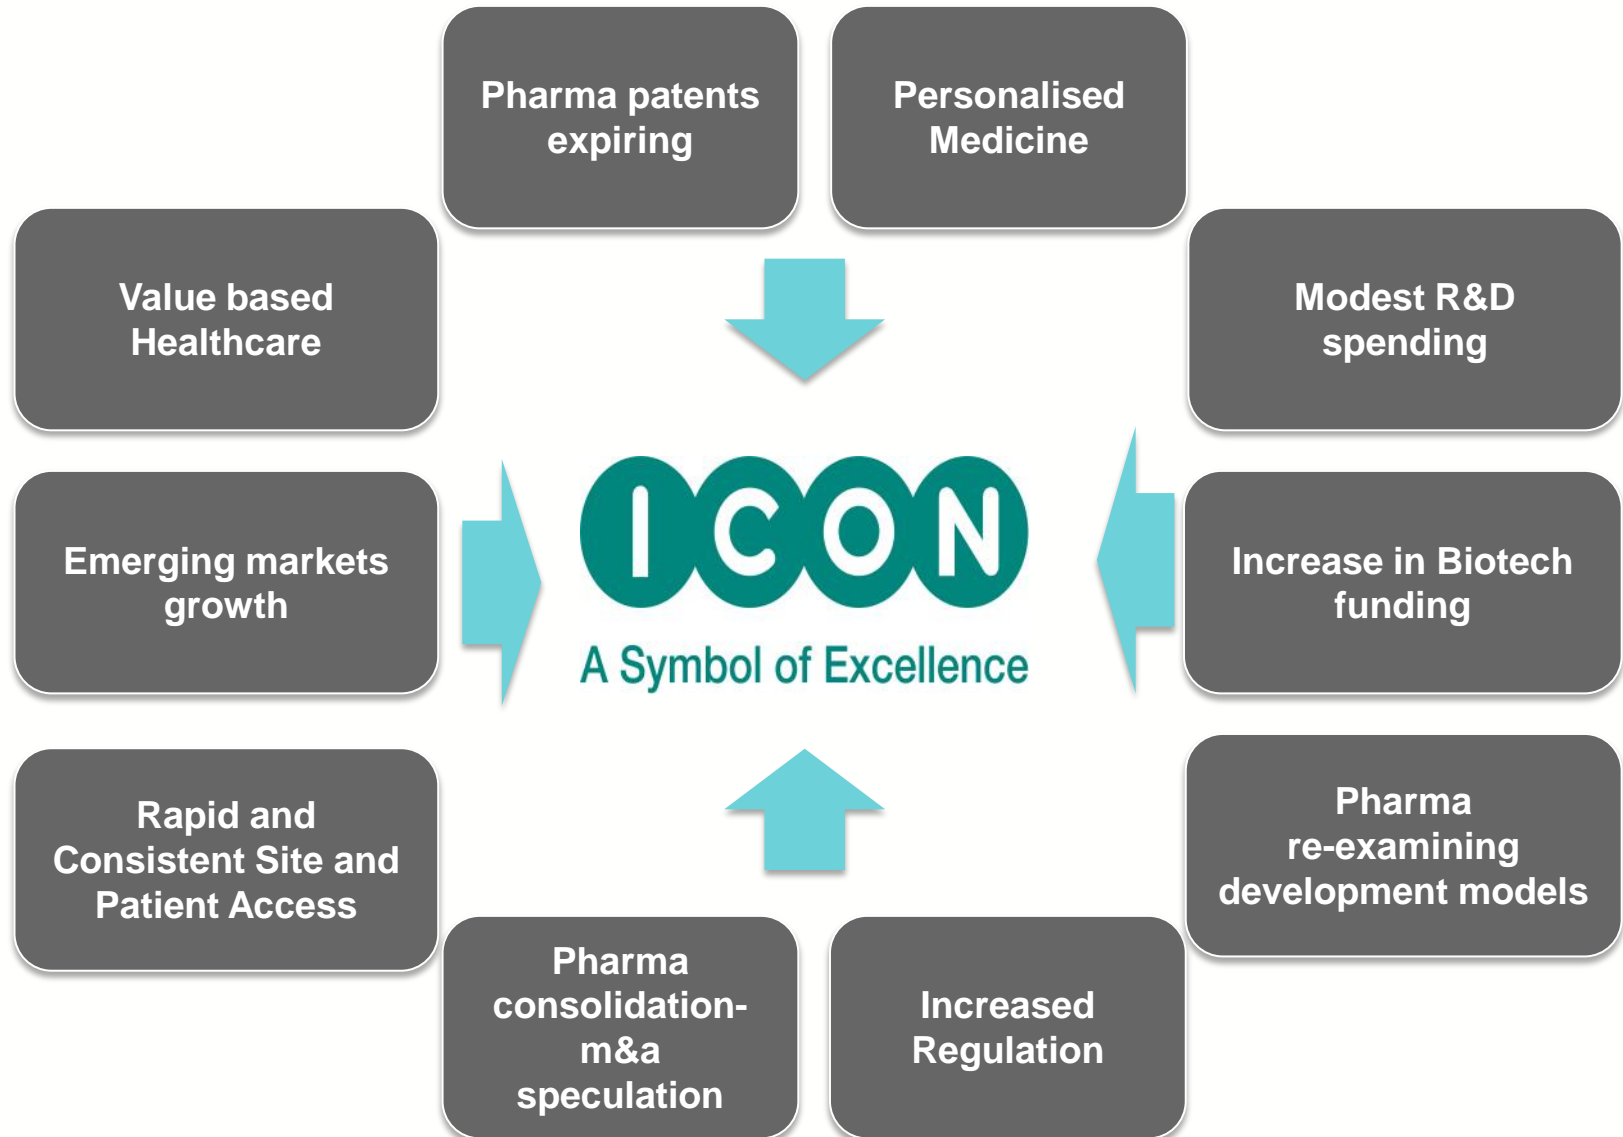 Pharma patents
expiring
Personalised
Medicine
Value based
Healthcare
Modest R&D
spending
ICON
A Symbol of Excellence
Emerging markets
growth
Increase in Biotech
funding
Rapid and
Consistent Site and
Patient Access
Pharma
re-examining
development models
Pharma
consolidation-
m&a
speculation
Increased
Regulation